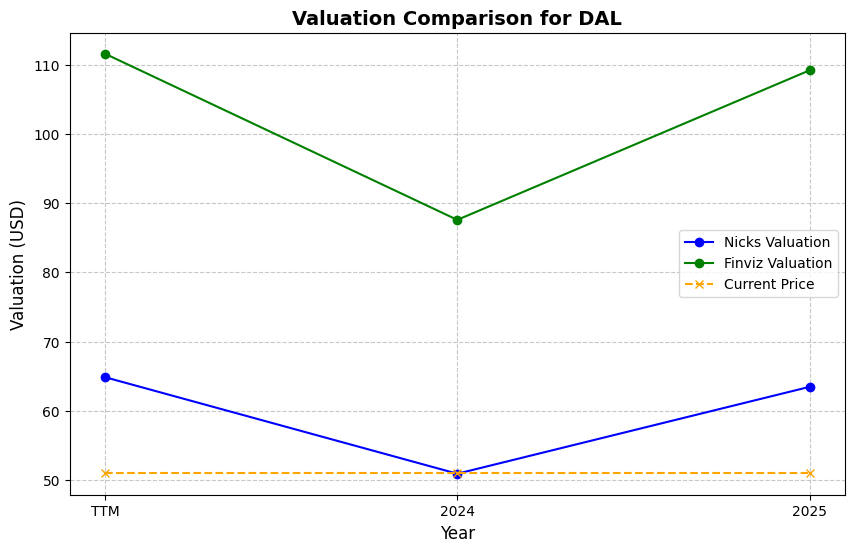 Valuation Comparison for DAL
Valuation (USD)
110
100
90
80
70
60
50
Nicks Valuation
Finviz Valuation
Current Price
TTM
2024
2025
Year